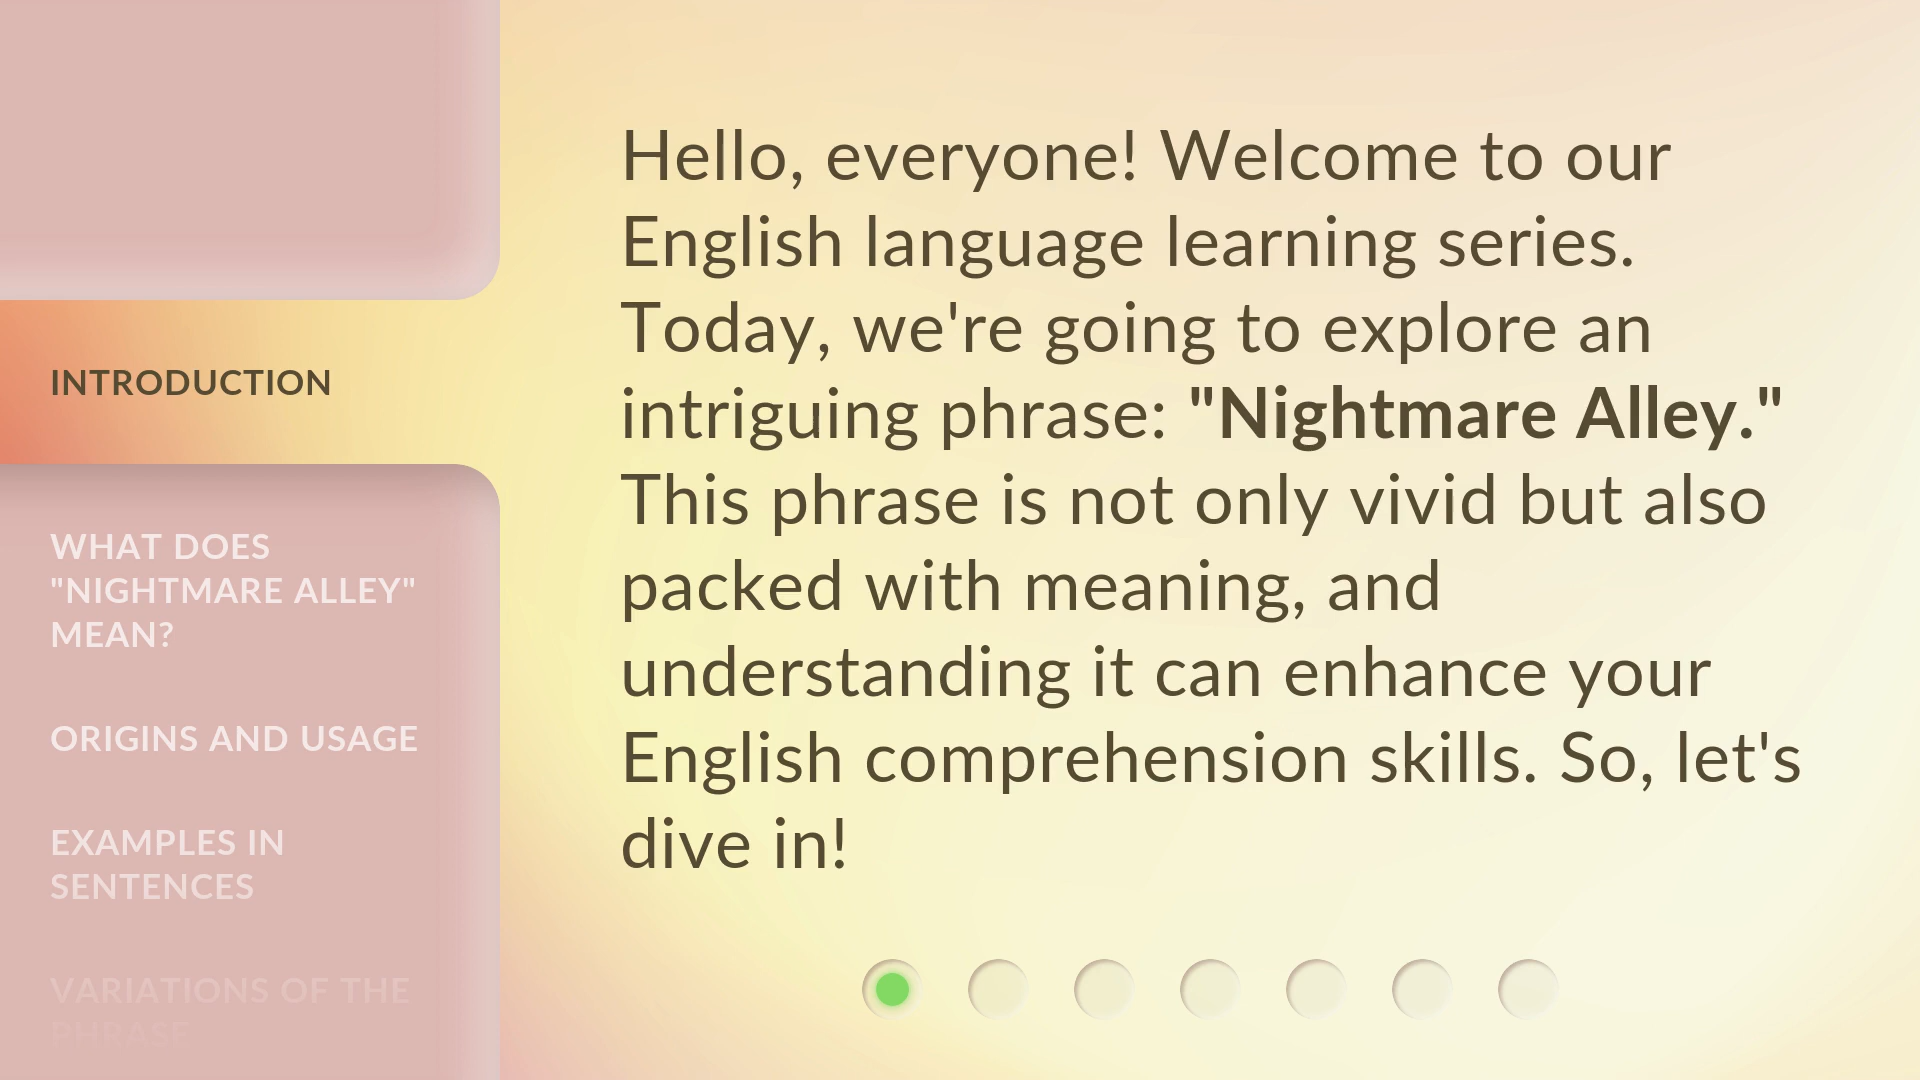 INTRODUCTION
WHAT DOES
"NIGHTMARE ALLEY"
MEAN?
ORIGINS AND USAGE
EXAMPLES IN
SENTENCES
VARIATIONS OF THE
PHRASE
Hello, everyone! Welcome to our
English language learning series.
Today, we're going to explore an
intriguing phrase: "Nightmare Alley."
This phrase is not only vivid but also
packed with meaning, and
understanding it can enhance your
English comprehension skills. So, let's
dive in!